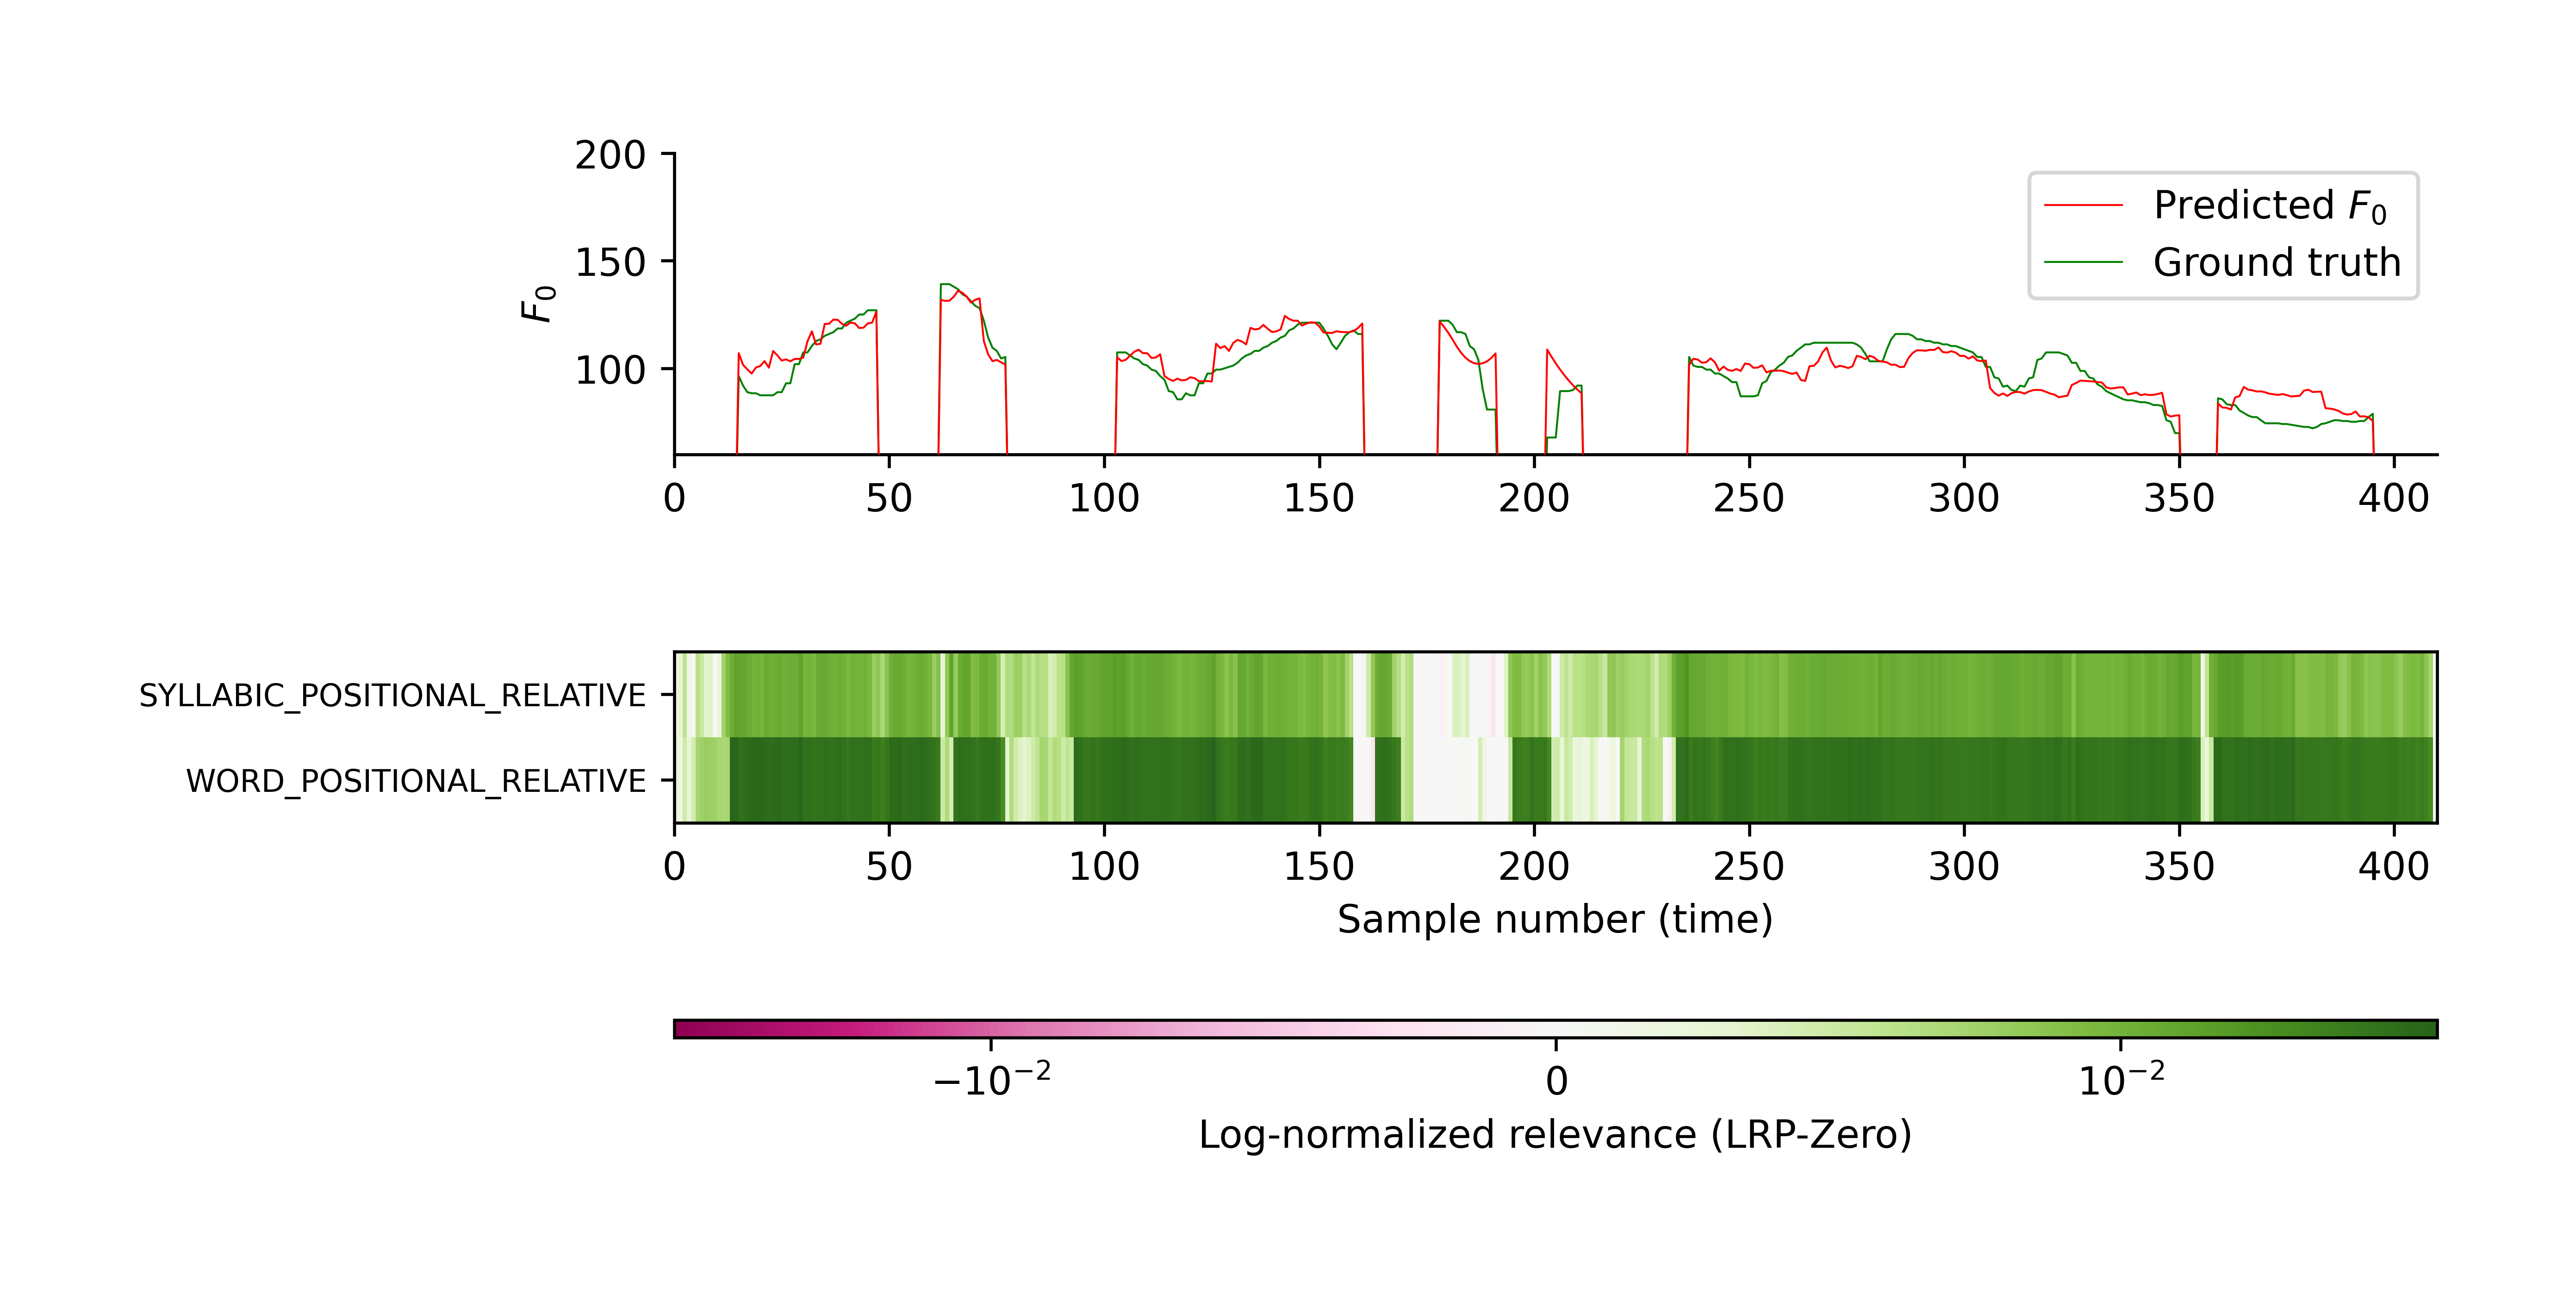 200
150
100
F₀
Predicted F₀
Ground truth
0 50 100 150 200 250 300 350 400
SYLLABIC_POSITIONAL_RELATIVE
WORD_POSITIONAL_RELATIVE
0 50 100 150 200 250 300 350 400
Sample number (time)
−10⁻² 0 10⁻²
Log-normalized relevance (LRP-Zero)